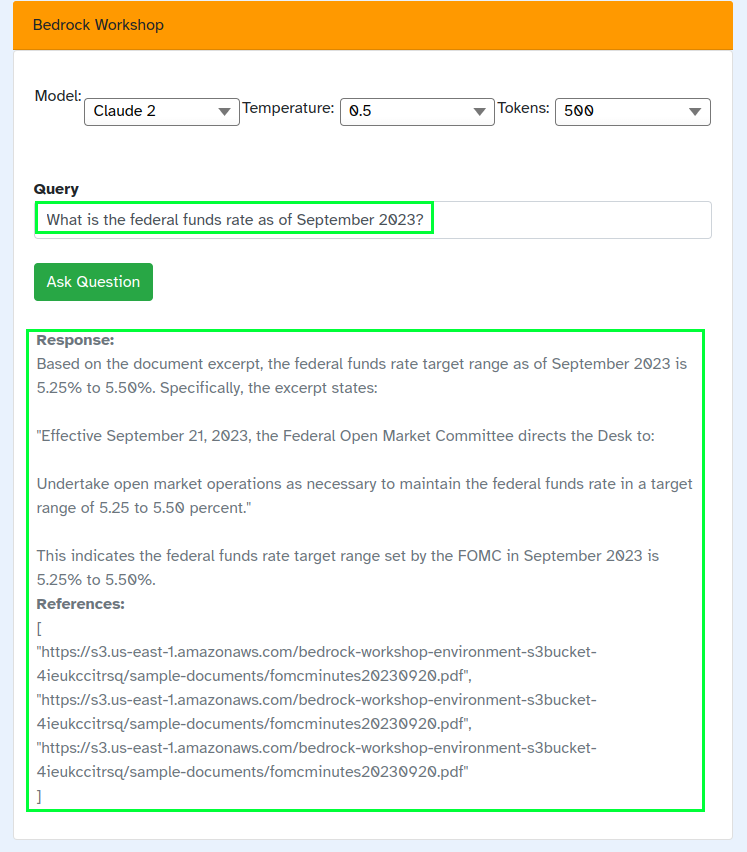 Bedrock Workshop
Model: Claude 2 Temperature: 0.5 Tokens: 500
Query
What is the federal funds rate as of September 2023?
Ask Question
Response:
Based on the document excerpt, the federal funds rate target range as of September 2023 is
5.25% to 5.50%. Specifically, the excerpt states:
"Effective September 21, 2023, the Federal Open Market Committee directs the Desk to:
Undertake open market operations as necessary to maintain the federal funds rate in a target
range of 5.25 to 5.50 percent."
This indicates the federal funds rate target range set by the FOMC in September 2023 is
5.25% to 5.50%.
References:
[
"https://s3.us-east-1.amazonaws.com/bedrock-workshop-environment-s3bucket-
4ieukccitrsq/sample-documents/fomcminutes20230920.pdf",
"https://s3.us-east-1.amazonaws.com/bedrock-workshop-environment-s3bucket-
4ieukccitrsq/sample-documents/fomcminutes20230920.pdf",
"https://s3.us-east-1.amazonaws.com/bedrock-workshop-environment-s3bucket-
4ieukccitrsq/sample-documents/fomcminutes20230920.pdf"
]